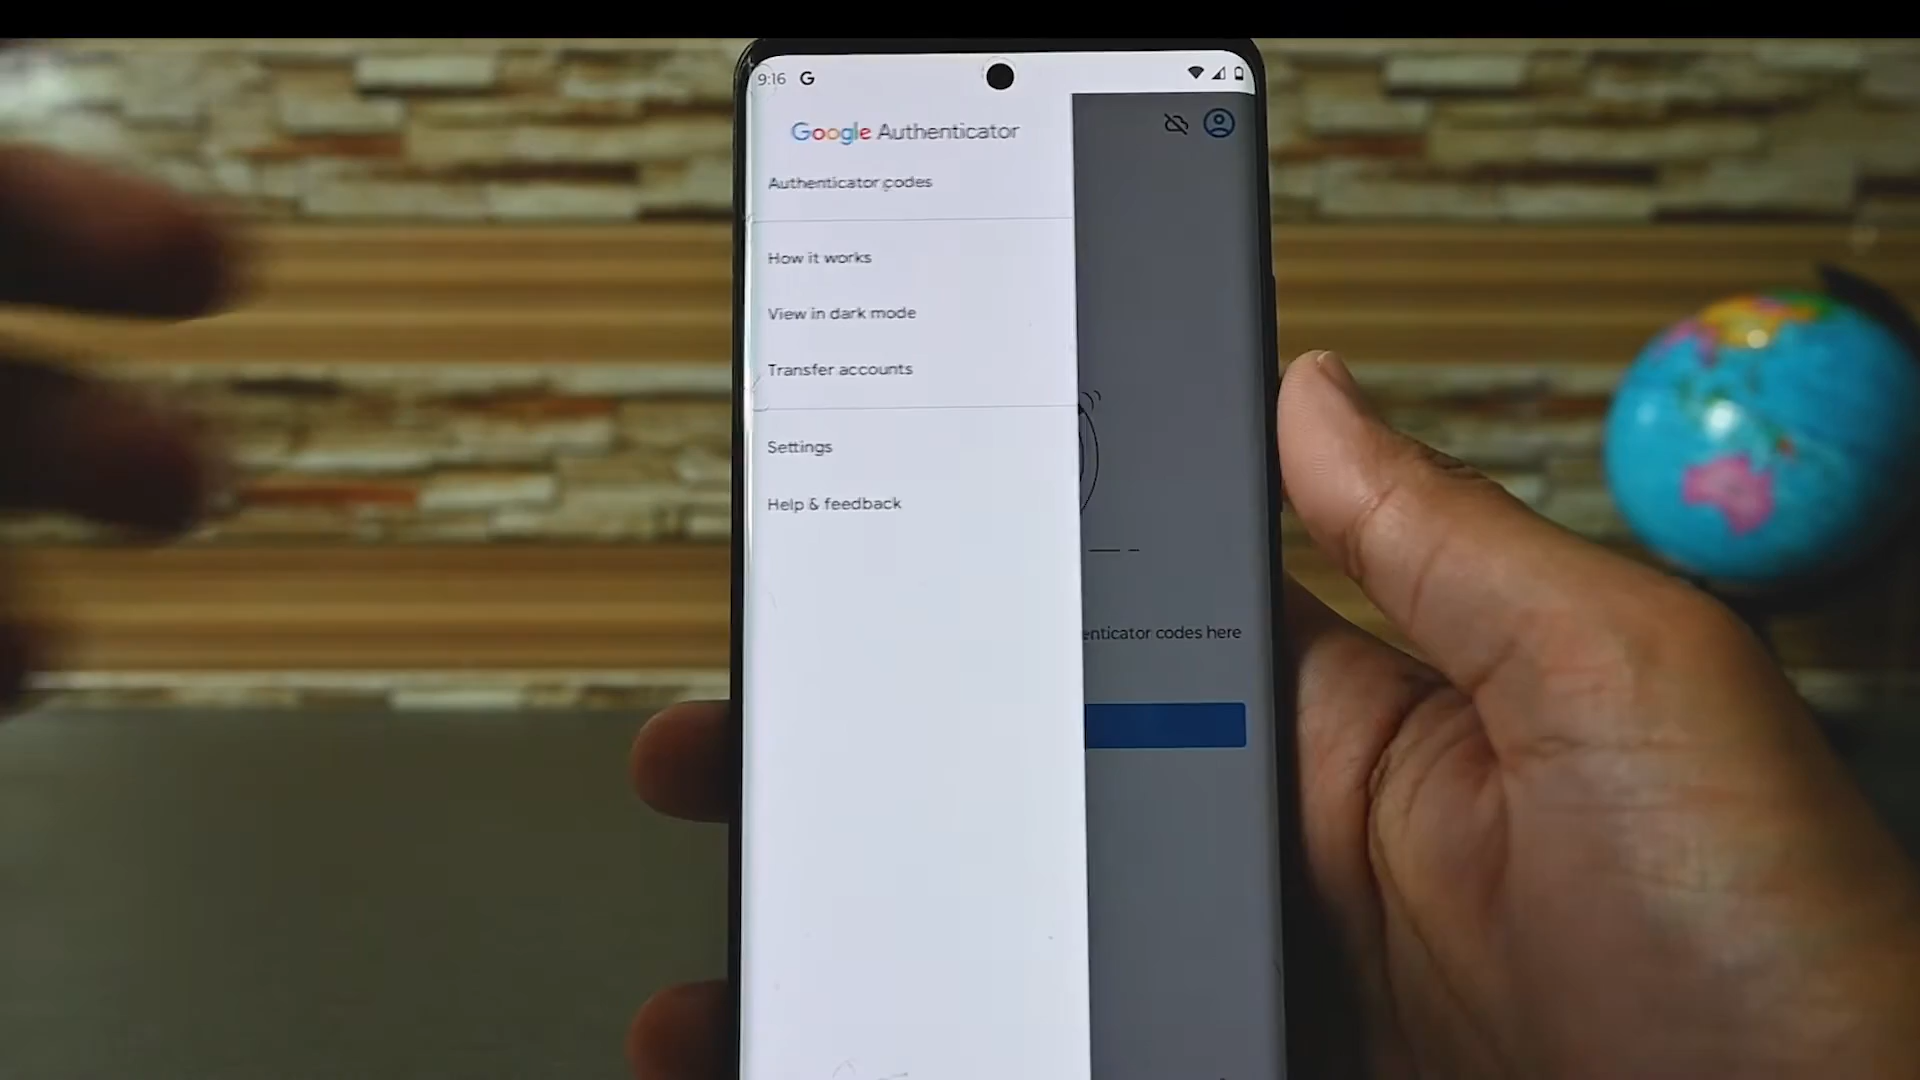 9:16 G
Google Authenticator
Authenticator codes
How it works
View in dark mode
Transfer accounts
Settings
Help & feedback
codes here